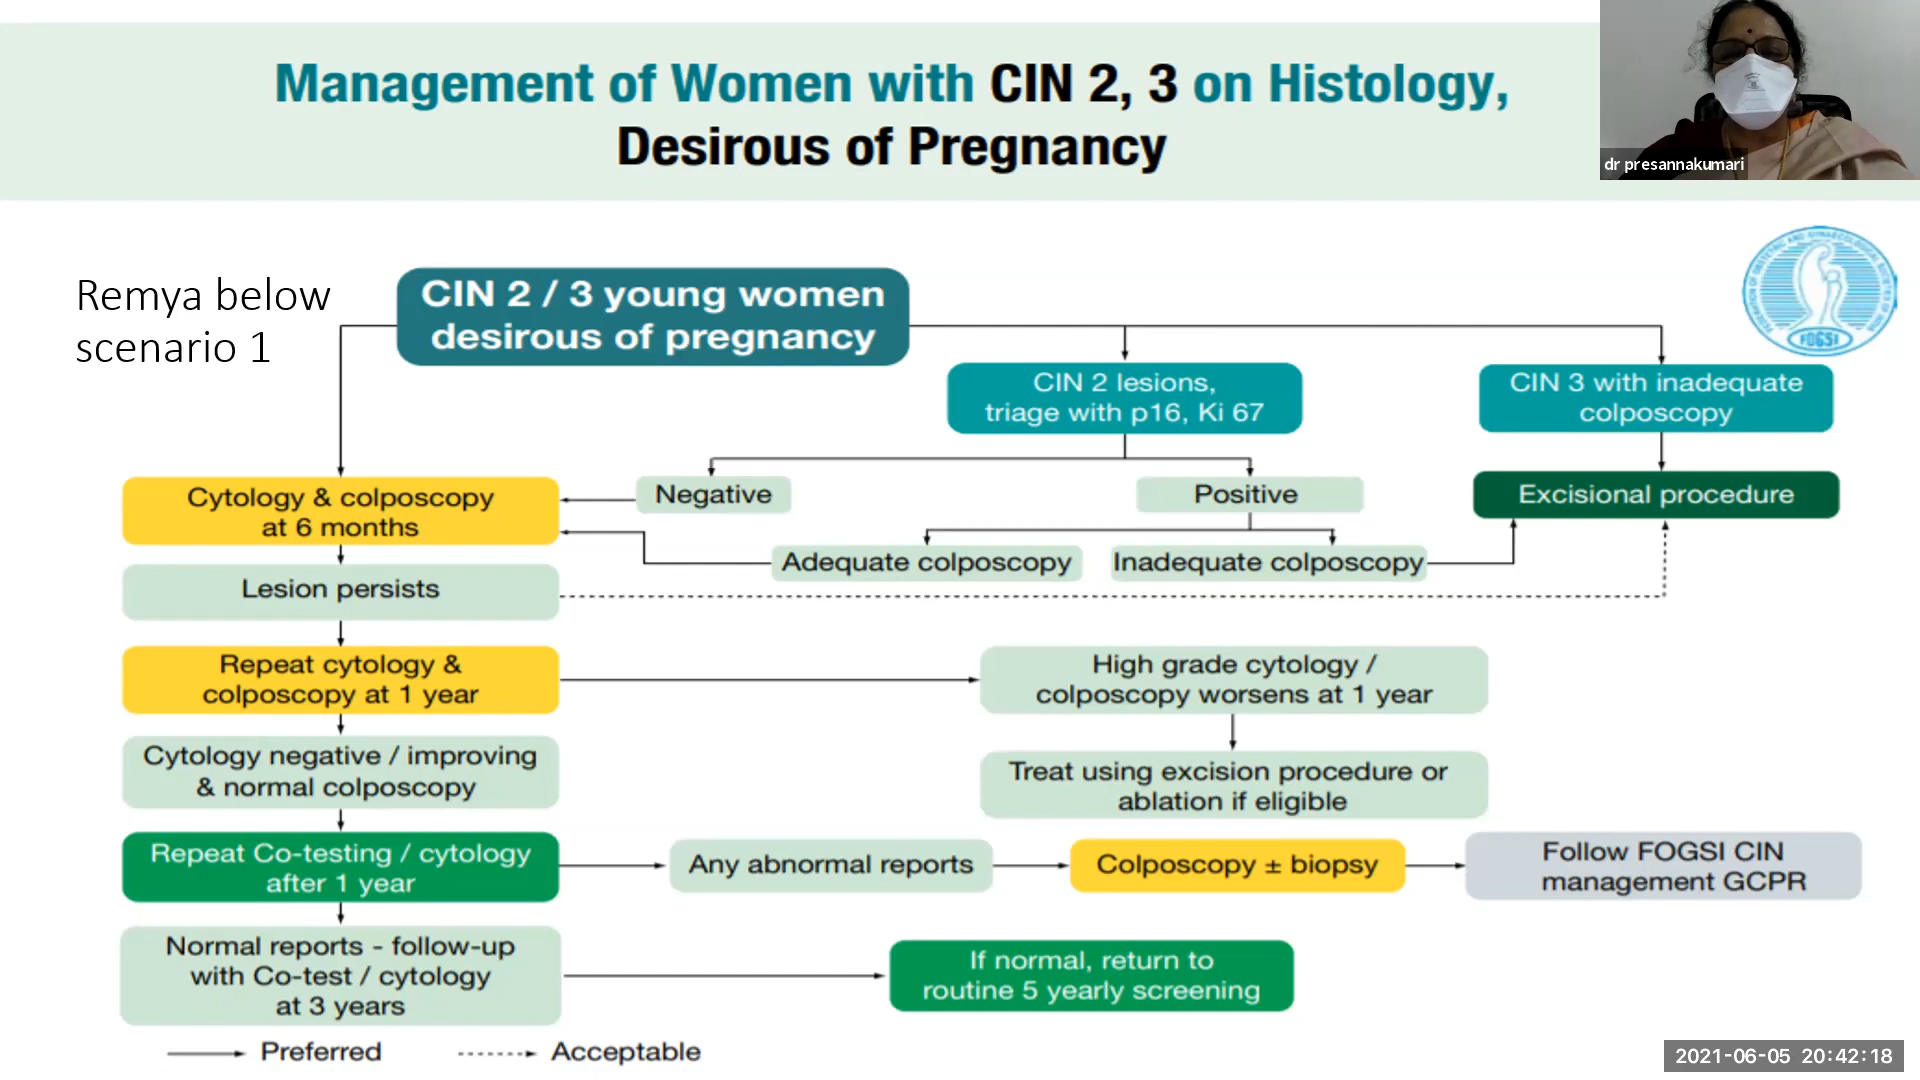 Management of Women with CIN 2, 3 on Histology,
Desirous of Pregnancy
dr presannakumari
Remya below
scenario 1
CIN 2 / 3 young women
desirous of pregnancy
FOGSI
CIN 2 lesions,
triage with p16, Ki 67
CIN 3 with inadequate
colposcopy
Cytology & colposcopy
at 6 months
Negative
Positive
Excisional procedure
Adequate colposcopy
Inadequate colposcopy
Lesion persists
Repeat cytology &
colposcopy at 1 year
High grade cytology /
colposcopy worsens at 1 year
Cytology negative / improving
& normal colposcopy
Treat using excision procedure or
ablation if eligible
Repeat Co-testing / cytology
after 1 year
Any abnormal reports
Colposcopy ± biopsy
Follow FOGSI CIN
management GCPR
Normal reports - follow-up
with Co-test / cytology
at 3 years
If normal, return to
routine 5 yearly screening
Preferred
Acceptable
2021-06-05 20:42:18